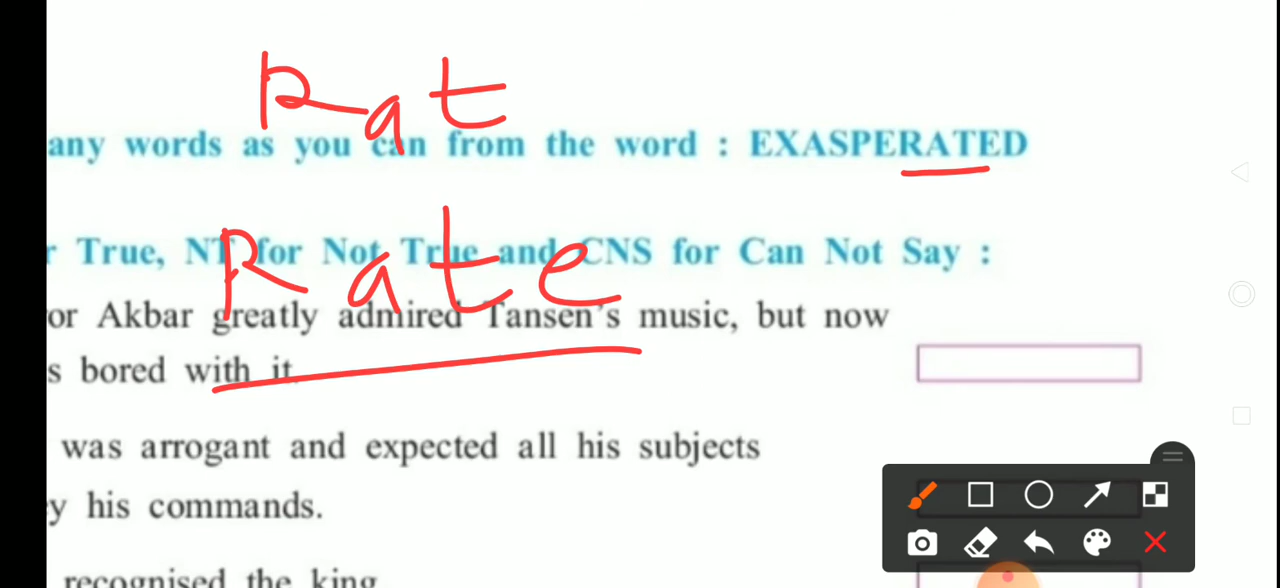 Rat
any words as you can from the word : EXASPERATED
Rate
r True, NT for Not True and CNS for Can Not Say :
or Akbar greatly admired Tansen's music, but now
s bored with it
was arrogant and expected all his subjects
y his commands.
recognised the king